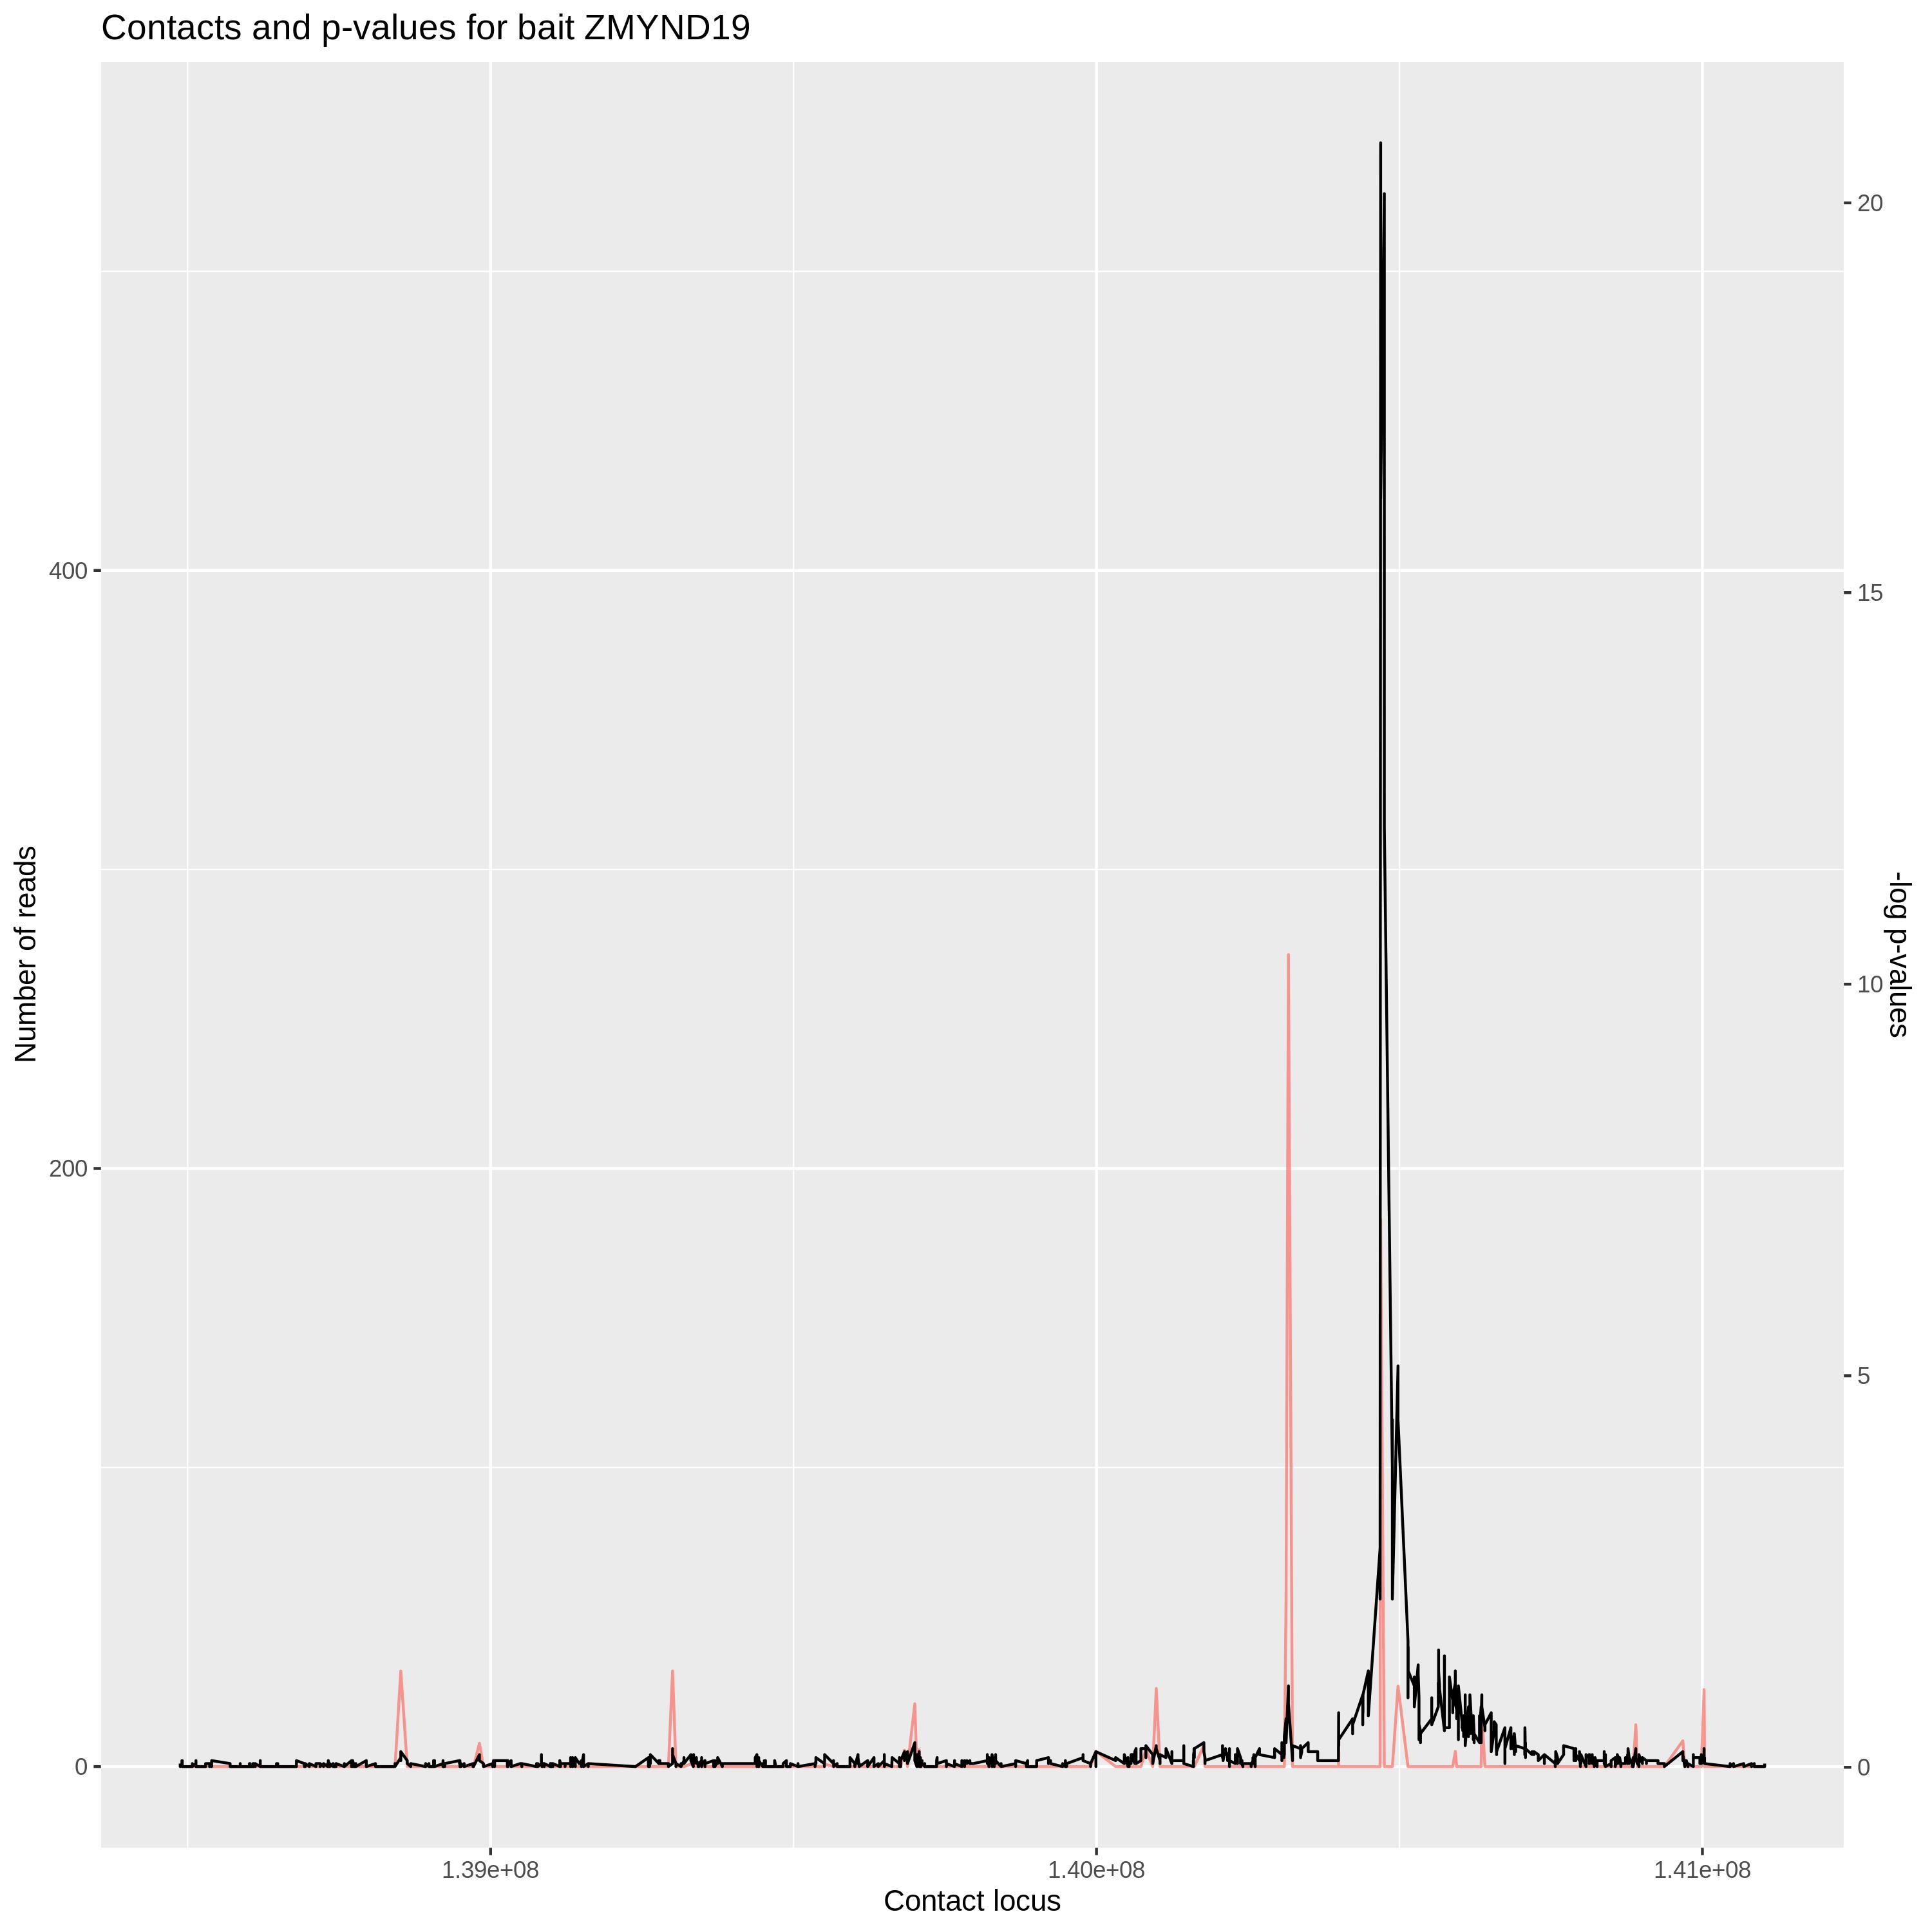 Contacts and p-values for bait ZMYND19
Number of reads
400
200
0
20
15
10
5
0
-log p-values
1.39e+08
1.40e+08
1.41e+08
Contact locus